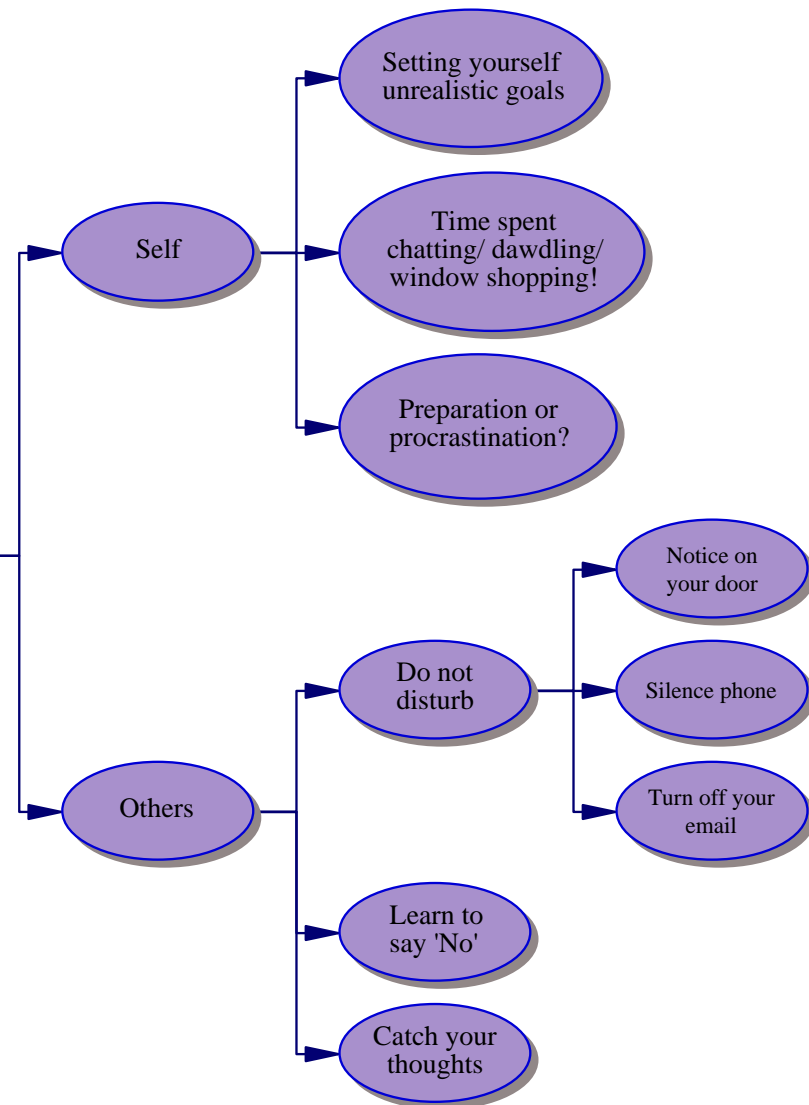 Setting yourself
unrealistic goals
Self
Time spent
chatting/ dawdling/
window shopping!
Preparation or
procrastination?
Notice on
your door
Do not
disturb
Silence phone
Turn off your
email
Others
Learn to
say 'No'
Catch your
thoughts